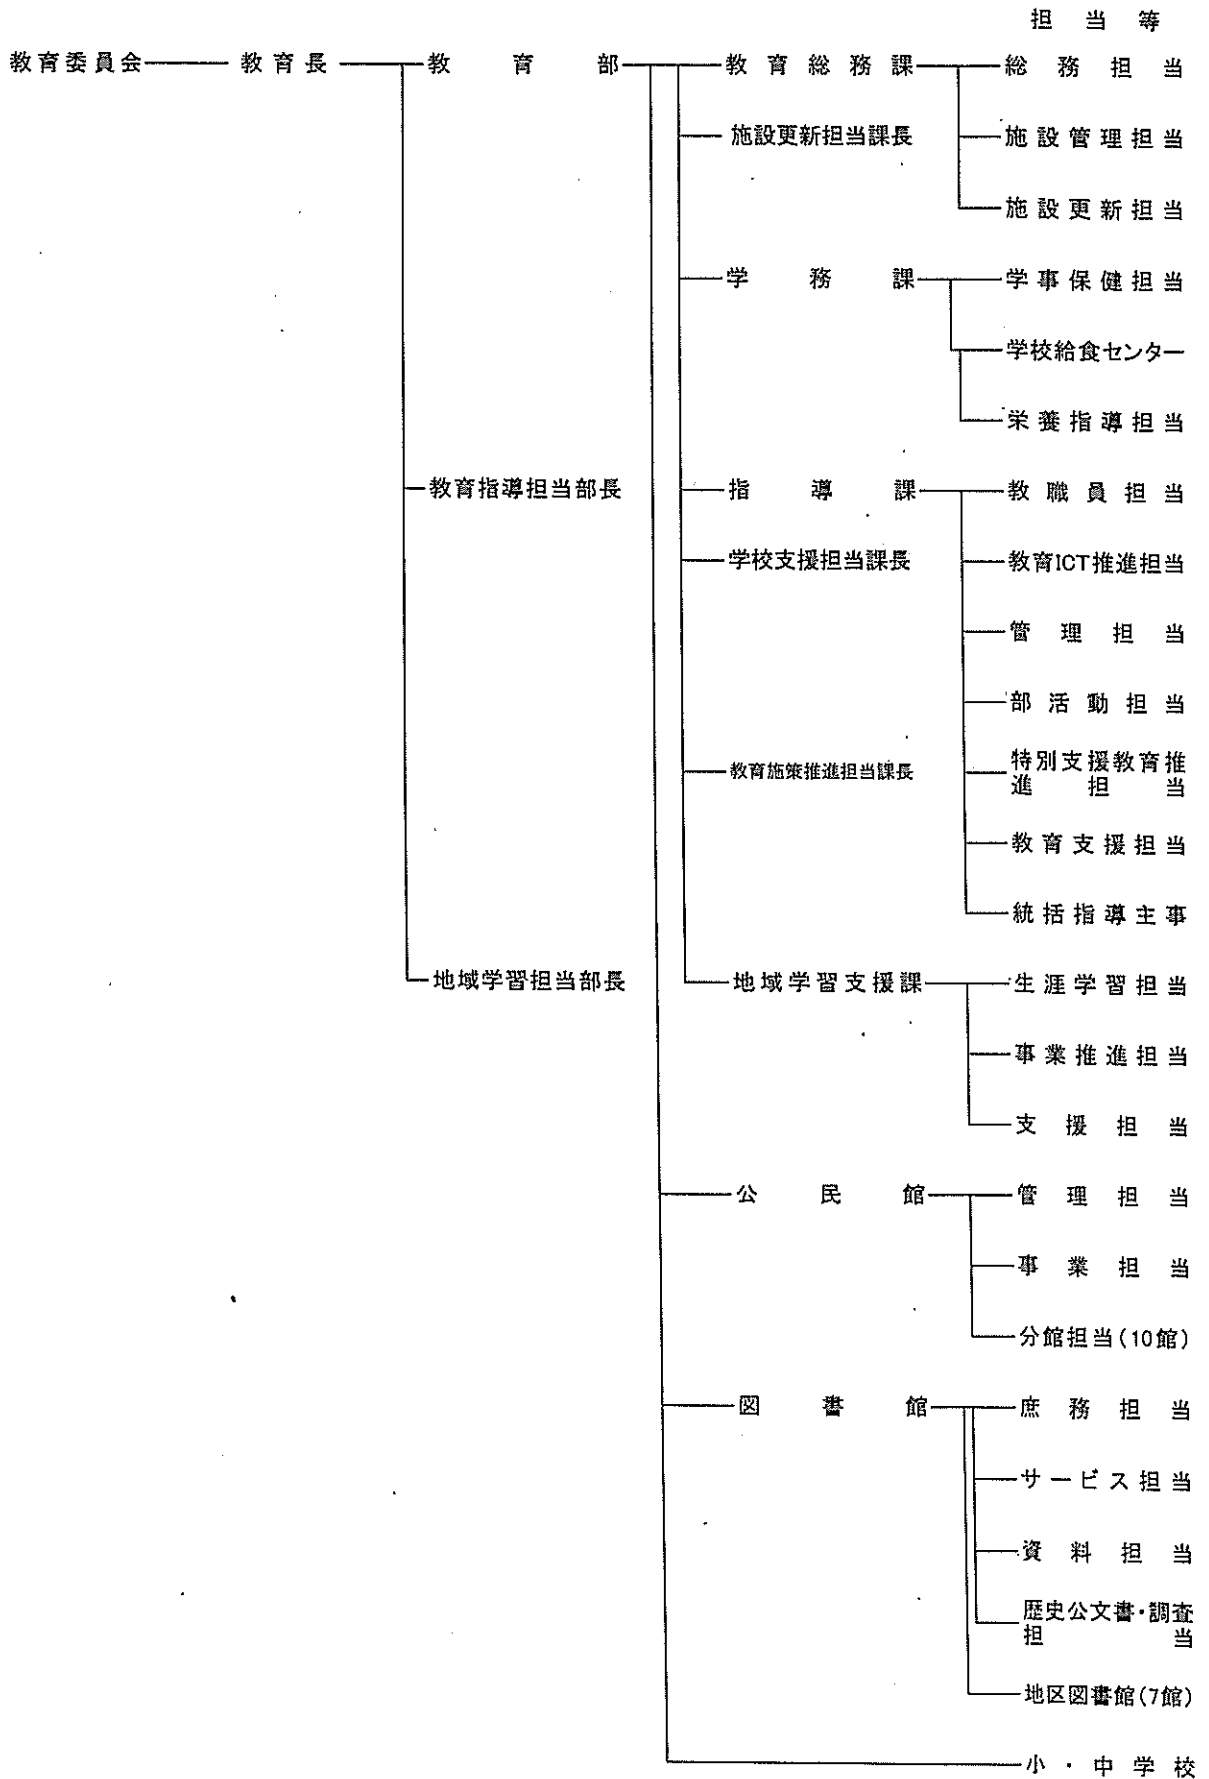 担当等
教育委員会 教育長 教育部 教育総務課 総務担当
施設更新担当課長 施設管理担当
施設更新担当
学務課 学事保健担当
学校給食センター
栄養指導担当
教育指導担当部長 指導課 教職員担当
学校支援担当課長 教育ICT推進担当
管理担当
部活動担当
教育施策推進担当課長 特別支援教育推
進担当
教育支援担当
統括指導主事
地域学習担当部長 地域学習支援課 生涯学習担当
事業推進担当
支援担当
公民館 管理担当
事業担当
分館担当(10館)
図書館 庶務担当
サービス担当
資料担当
歴史公文書・調査
担当
地区図書館(7館)
小・中学校